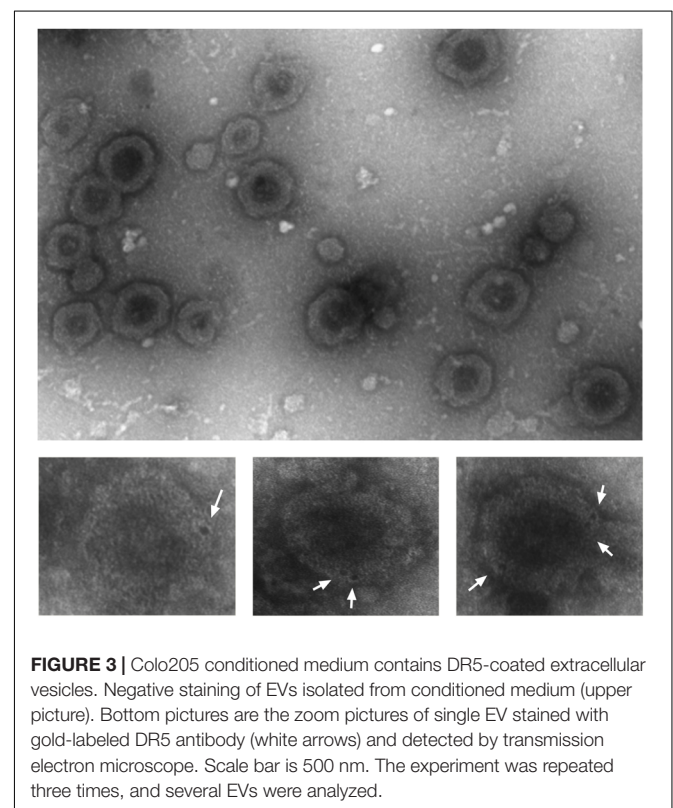 FIGURE 3 | Colo205 conditioned medium contains DR5-coated extracellular
vesicles. Negative staining of EVs isolated from conditioned medium (upper
picture). Bottom pictures are the zoom pictures of single EV stained with
gold-labeled DR5 antibody (white arrows) and detected by transmission
electron microscope. Scale bar is 500 nm. The experiment was repeated
three times, and several EVs were analyzed.